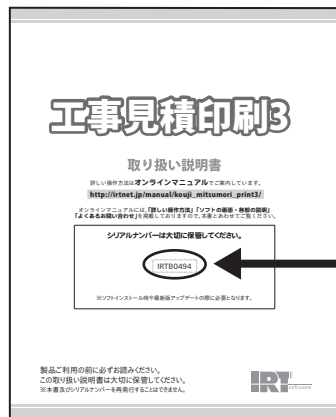 工事見積印刷3
取り扱い説明書
詳しい操作方法はオンラインマニュアルでご案内しています。
http://irtnet.jp/manual/kouji_mitsumori_print3/
オンラインマニュアルには、「詳しい操作方法」「ソフトの画面・各部の説明」
「よくあるお問い合わせ」を掲載しておりますので、本書とあわせてご覧ください。
シリアルナンバーは大切に保管してください。
IRTB0494
※ソフトインストール時や最新版アップデートの際に必要となります。
製品ご利用の前に必ずお読みください。
この取り扱い説明書は大切に保管してください。
※本書及びシリアルナンバーを再発行することはできません。
IRT software